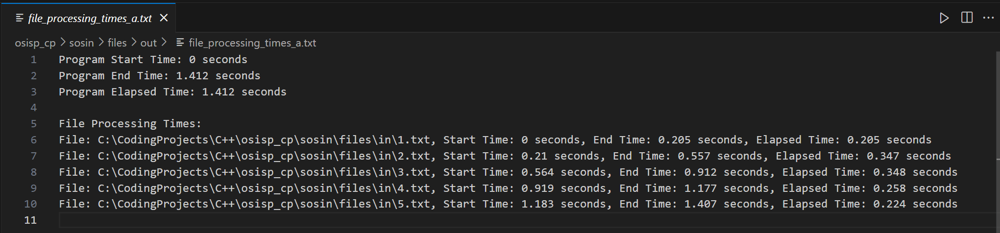 file_processing_times_a.txt
osisp_cp > sosin > files > out > file_processing_times_a.txt
1 Program Start Time: 0 seconds
2 Program End Time: 1.412 seconds
3 Program Elapsed Time: 1.412 seconds
4
5 File Processing Times:
6 File: C:\CodingProjects\C++\osisp_cp\sosin\files\in\1.txt, Start Time: 0 seconds, End Time: 0.205 seconds, Elapsed Time: 0.205 seconds
7 File: C:\CodingProjects\C++\osisp_cp\sosin\files\in\2.txt, Start Time: 0.21 seconds, End Time: 0.557 seconds, Elapsed Time: 0.347 seconds
8 File: C:\CodingProjects\C++\osisp_cp\sosin\files\in\3.txt, Start Time: 0.564 seconds, End Time: 0.912 seconds, Elapsed Time: 0.348 seconds
9 File: C:\CodingProjects\C++\osisp_cp\sosin\files\in\4.txt, Start Time: 0.919 seconds, End Time: 1.177 seconds, Elapsed Time: 0.258 seconds
10 File: C:\CodingProjects\C++\osisp_cp\sosin\files\in\5.txt, Start Time: 1.183 seconds, End Time: 1.407 seconds, Elapsed Time: 0.224 seconds
11